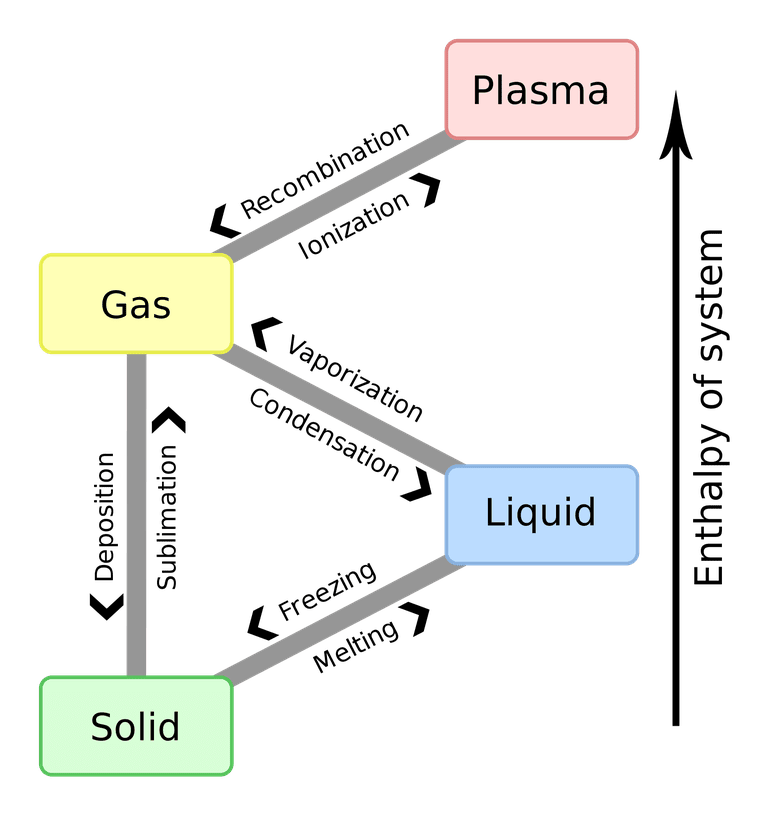 Plasma
Recombination
Ionization
Gas
Vaporization
Condensation
Enthalpy of system
Deposition
Sublimation
Liquid
Freezing
Melting
Solid